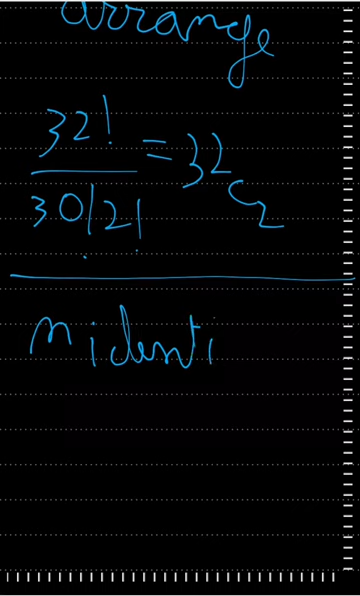 arrange
32!
30!2! = 32c2
n identi